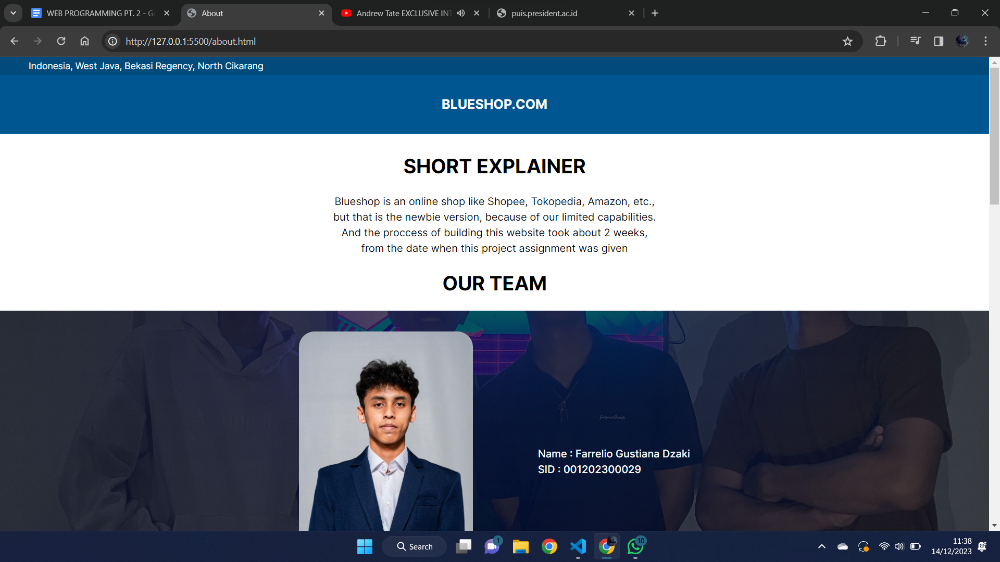 WEB PROGRAMMING PT. 2 - Go
About
Andrew Tate EXCLUSIVE INT
puis.president.ac.id
http://127.0.0.1:5500/about.html
Indonesia, West Java, Bekasi Regency, North Cikarang
BLUESHOP.COM
SHORT EXPLAINER
Blueshop is an online shop like Shopee, Tokopedia, Amazon, etc.,
but that is the newbie version, because of our limited capabilities.
And the proccess of building this website took about 2 weeks,
from the date when this project assignment was given
OUR TEAM
Name : Farrelio Gustiana Dzaki
SID : 001202300029
Search
1
10
11:38
14/12/2023